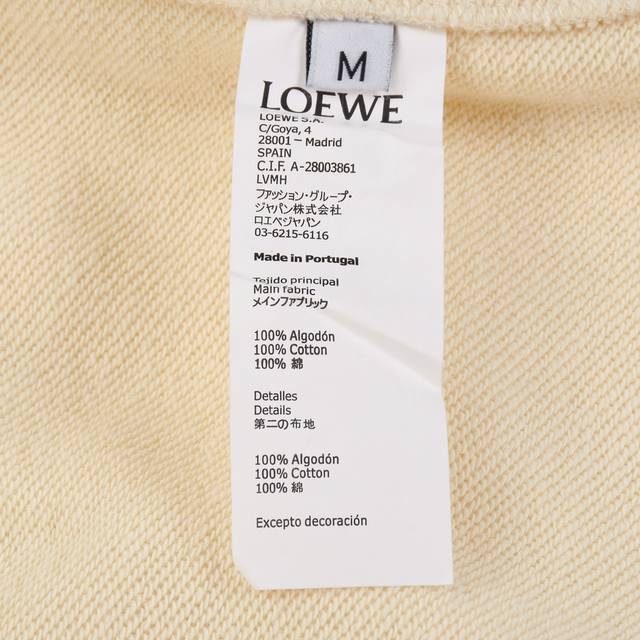 M
LOEWE
LOEWE S.A.
C/Goya, 4
28001 – Madrid
SPAIN
C.I.F. A-28003861
LVMH
ファッション・グループ・
ジャパン株式会社
ロエベジャパン
03-6215-6116
Made in Portugal
Tejido principal
Main fabric
メインファブリック
100% Algodón
100% Cotton
100% 綿
Detalles
Details
第二の布地
100% Algodón
100% Cotton
100% 綿
Excepto decoración